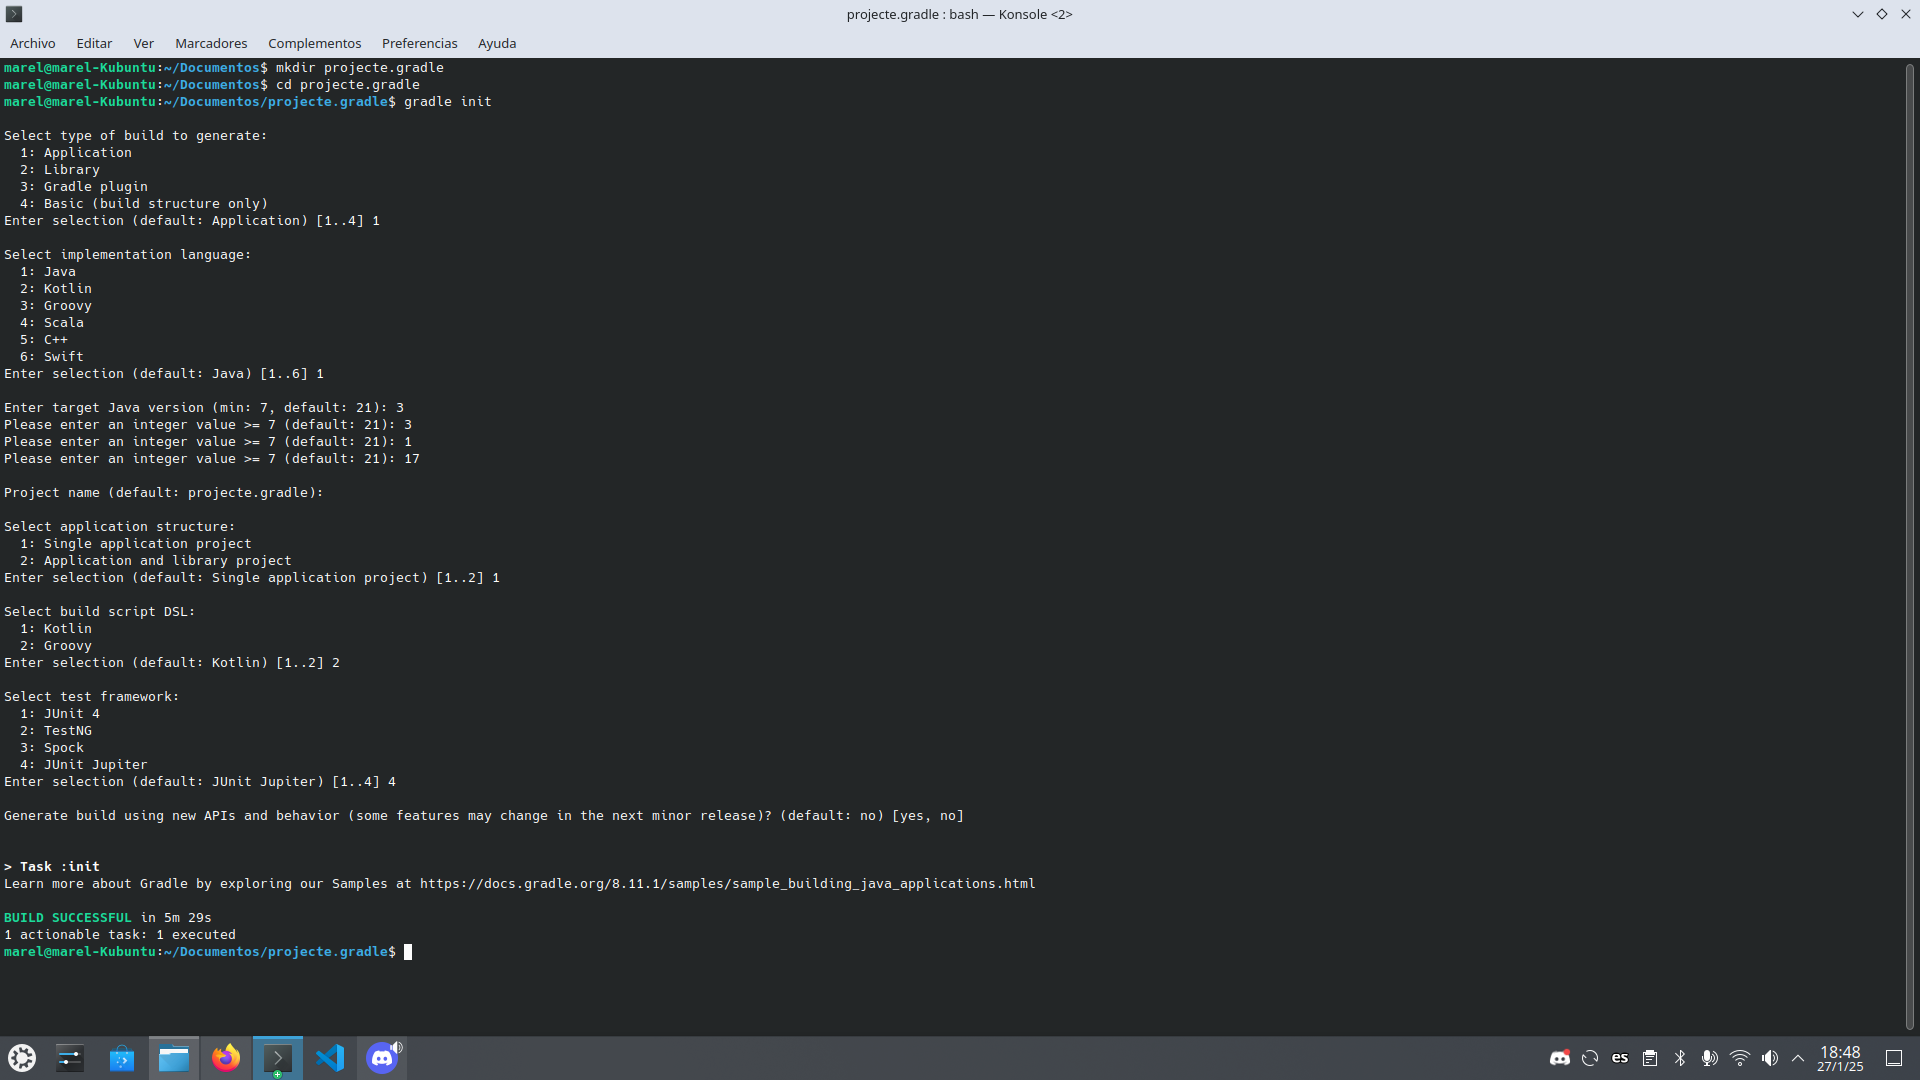 projecte.gradle : bash — Konsole <2>
Archivo Editar Ver Marcadores Complementos Preferencias Ayuda
marel@marel-Kubuntu:~/Documentos$ mkdir projecte.gradle
marel@marel-Kubuntu:~/Documentos$ cd projecte.gradle
marel@marel-Kubuntu:~/Documentos/projecte.gradle$ gradle init
Select type of build to generate:
1: Application
2: Library
3: Gradle plugin
4: Basic (build structure only)
Enter selection (default: Application) [1..4] 1
Select implementation language:
1: Java
2: Kotlin
3: Groovy
4: Scala
5: C++
6: Swift
Enter selection (default: Java) [1..6] 1
Enter target Java version (min: 7, default: 21): 3
Please enter an integer value >= 7 (default: 21): 3
Please enter an integer value >= 7 (default: 21): 1
Please enter an integer value >= 7 (default: 21): 17
Project name (default: projecte.gradle):
Select application structure:
1: Single application project
2: Application and library project
Enter selection (default: Single application project) [1..2] 1
Select build script DSL:
1: Kotlin
2: Groovy
Enter selection (default: Kotlin) [1..2] 2
Select test framework:
1: JUnit 4
2: TestNG
3: Spock
4: JUnit Jupiter
Enter selection (default: JUnit Jupiter) [1..4] 4
Generate build using new APIs and behavior (some features may change in the next minor release)? (default: no) [yes, no]
> Task :init
Learn more about Gradle by exploring our Samples at https://docs.gradle.org/8.11.1/samples/sample_building_java_applications.html
BUILD SUCCESSFUL in 5m 29s
1 actionable task: 1 executed
marel@marel-Kubuntu:~/Documentos/projecte.gradle$
es
18:48
27/1/25